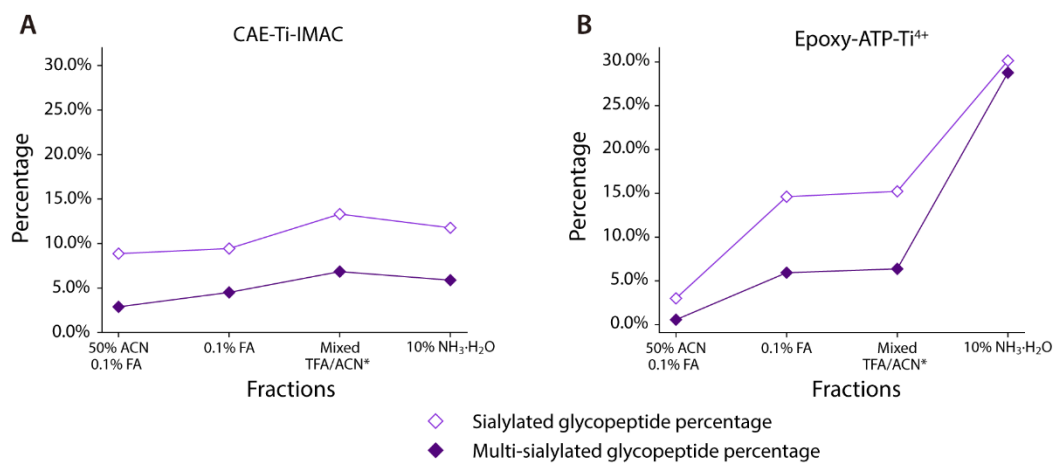 A
CAE-Ti-IMAC
30.0%
25.0%
20.0%
15.0%
10.0%
5.0%
0.0%
Percentage
50% ACN
0.1% FA
0.1% FA
Mixed
TFA/ACN*
10% NH₃·H₂O
Fractions
B
Epoxy-ATP-Ti⁴⁺
30.0%
25.0%
20.0%
15.0%
10.0%
5.0%
0.0%
Percentage
50% ACN
0.1% FA
0.1% FA
Mixed
TFA/ACN*
10% NH₃·H₂O
Fractions
Sialylated glycopeptide percentage
Multi-sialylated glycopeptide percentage